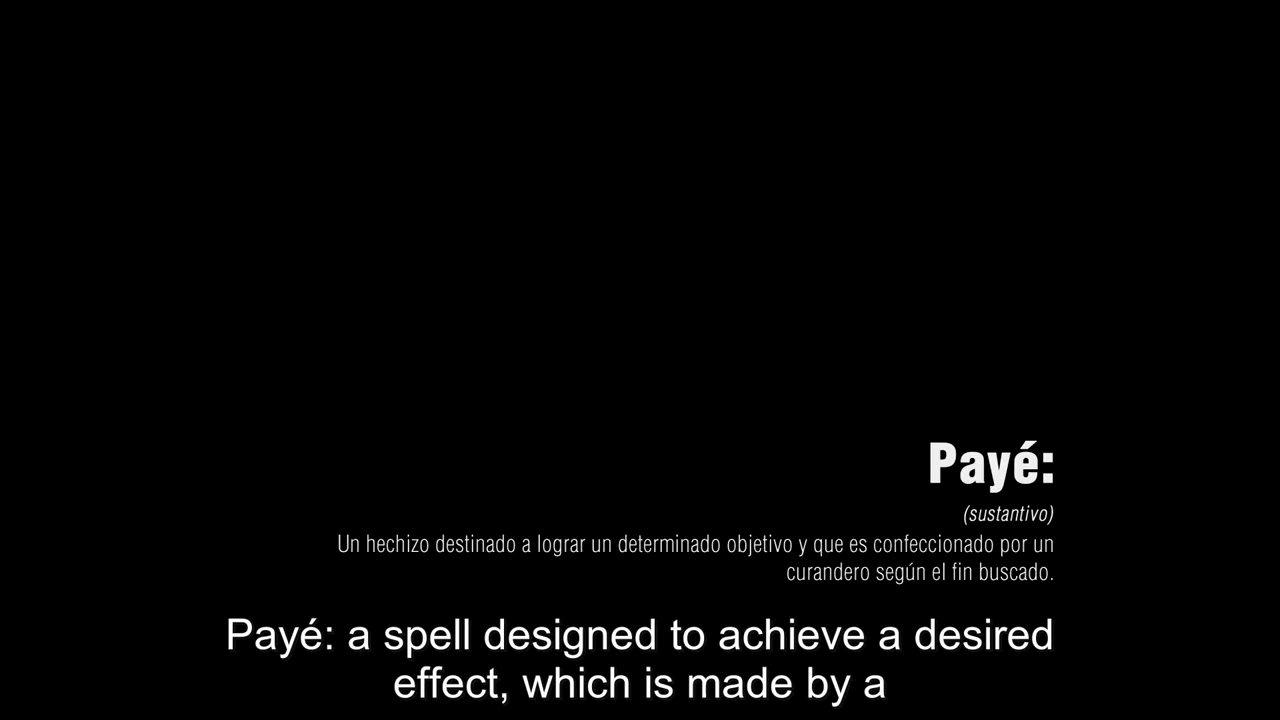 Payé:
(sustantivo)
Un hechizo destinado a lograr un determinado objetivo y que es confeccionado por un
curandero según el fin buscado.
Payé: a spell designed to achieve a desired
effect, which is made by a